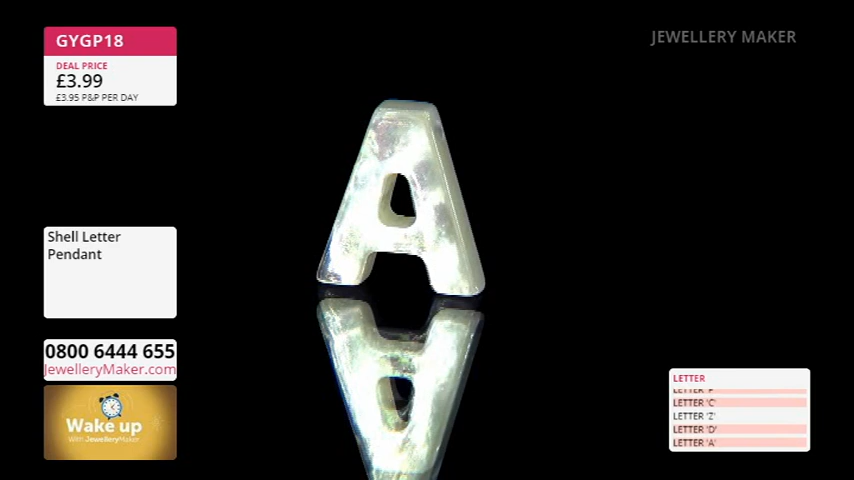 GYGP18
DEAL PRICE
£3.99
£3.95 P&P PER DAY
JEWELLERY MAKER
A
Shell Letter
Pendant
0800 6444 655
JewelleryMaker.com
Wake up
With JewelleryMaker
LETTER
LETTER 'C'
LETTER 'Z'
LETTER 'D'
LETTER 'A'